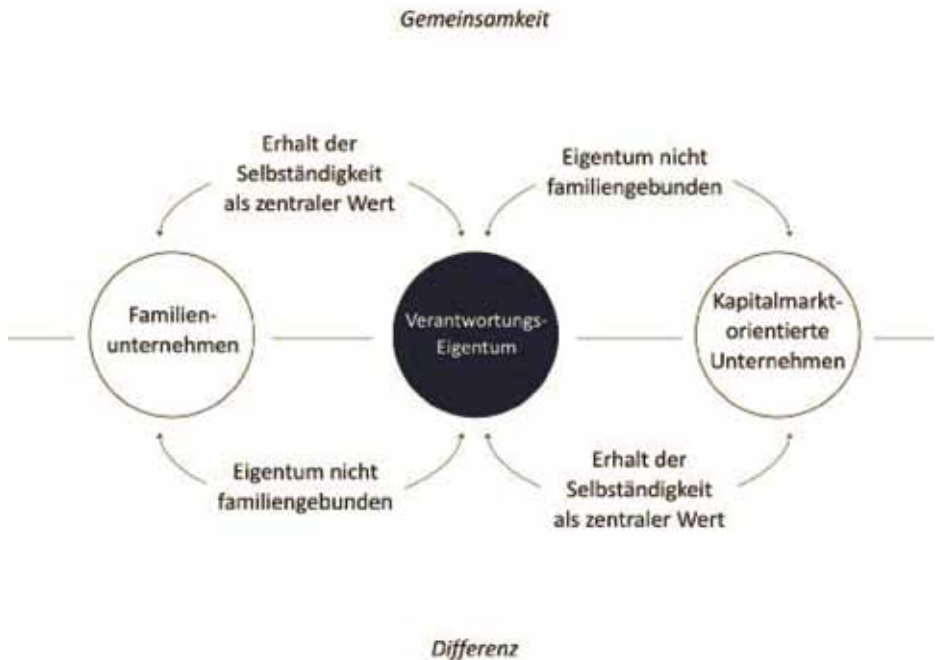 Gemeinsamkeit
Erhalt der
Selbständigkeit
als zentraler Wert
Eigentum nicht
familiengebunden
Familien-
unternehmen
Verantwortungs-
Eigentum
Kapitalmarkt-
orientierte
Unternehmen
Eigentum nicht
familiengebunden
Erhalt der
Selbständigkeit
als zentraler Wert
Differenz